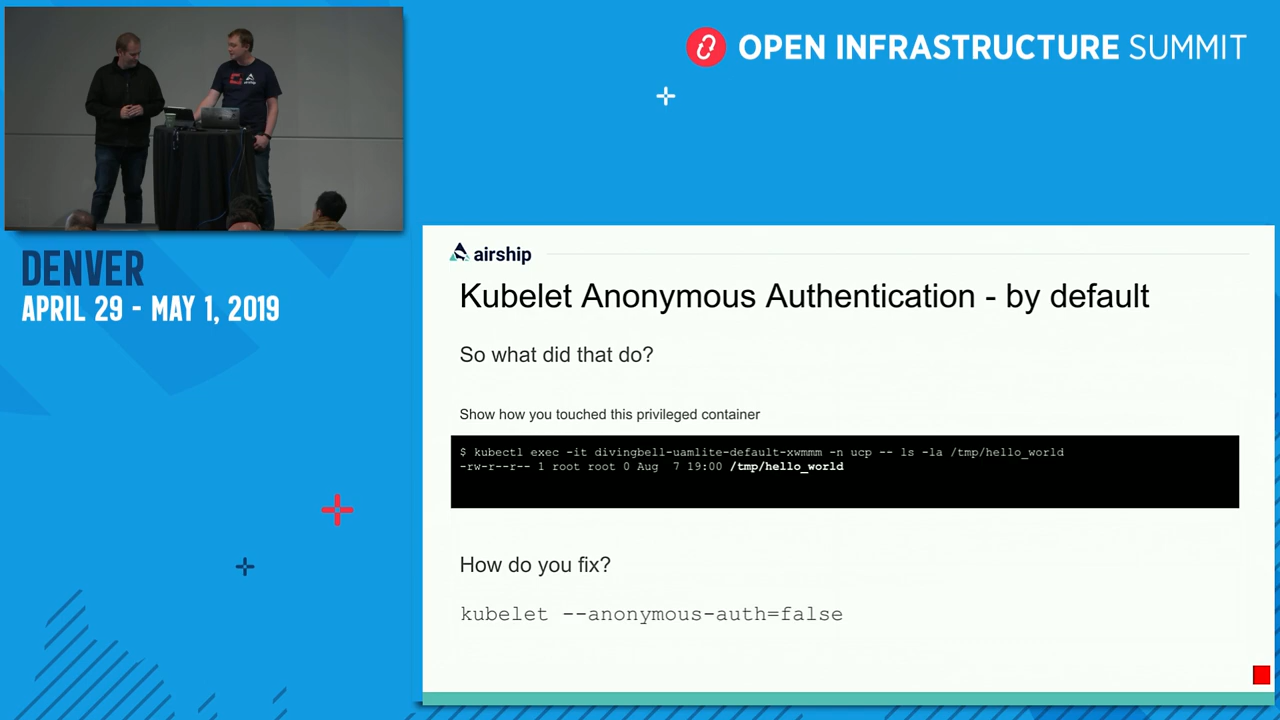 OPEN INFRASTRUCTURE SUMMIT
airship
DENVER
APRIL 29 - MAY 1, 2019
airship
Kubelet Anonymous Authentication - by default
So what did that do?
Show how you touched this privileged container
$ kubectl exec -it divingbell-uamlite-default-xwmmm -n ucp -- ls -la /tmp/hello_world
-rw-r--r-- 1 root root 0 Aug  7 19:00 /tmp/hello_world
How do you fix?
kubelet --anonymous-auth=false